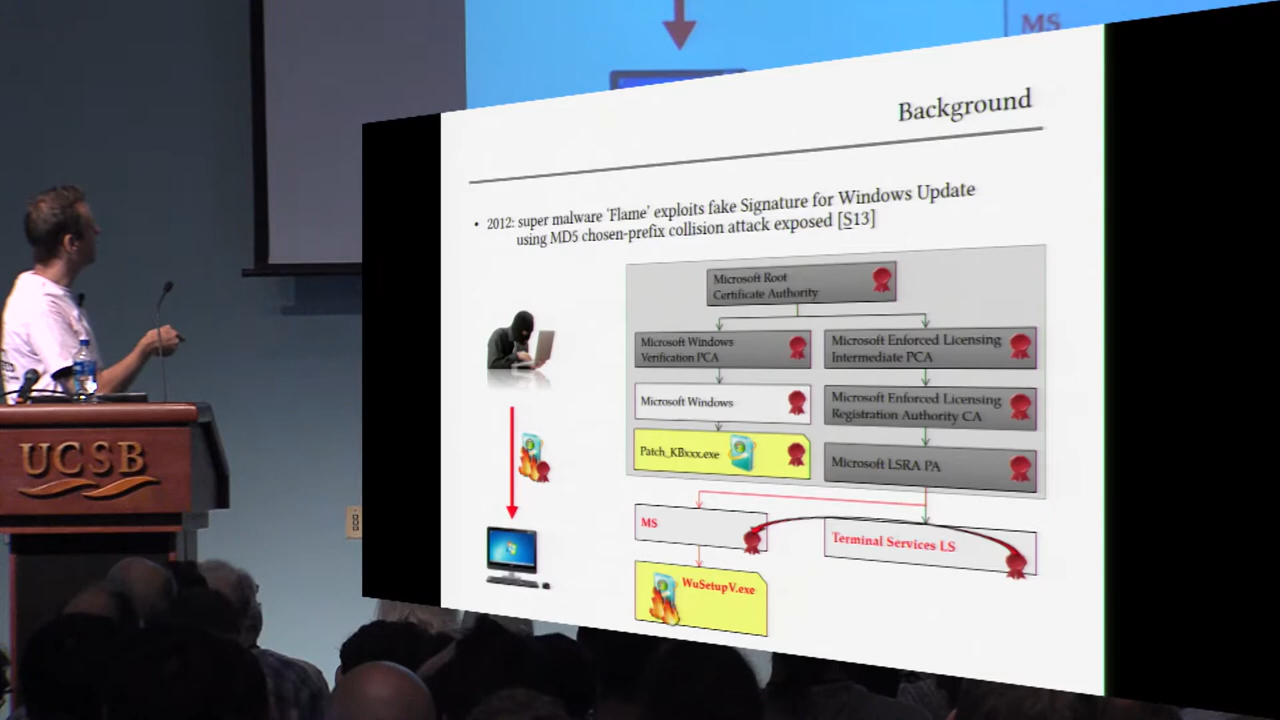 MS
Background
• 2012: super malware 'Flame' exploits fake Signature for Windows Update
using MD5 chosen-prefix collision attack exposed [S13]
Microsoft Root
Certificate Authority
Microsoft Windows
Verification PCA
Microsoft Enforced Licensing
Intermediate PCA
Microsoft Windows
Microsoft Enforced Licensing
Registration Authority CA
Patch_KBxxx.exe
Microsoft LSRA PA
MS
Terminal Services LS
WuSetupV.exe
UCSB